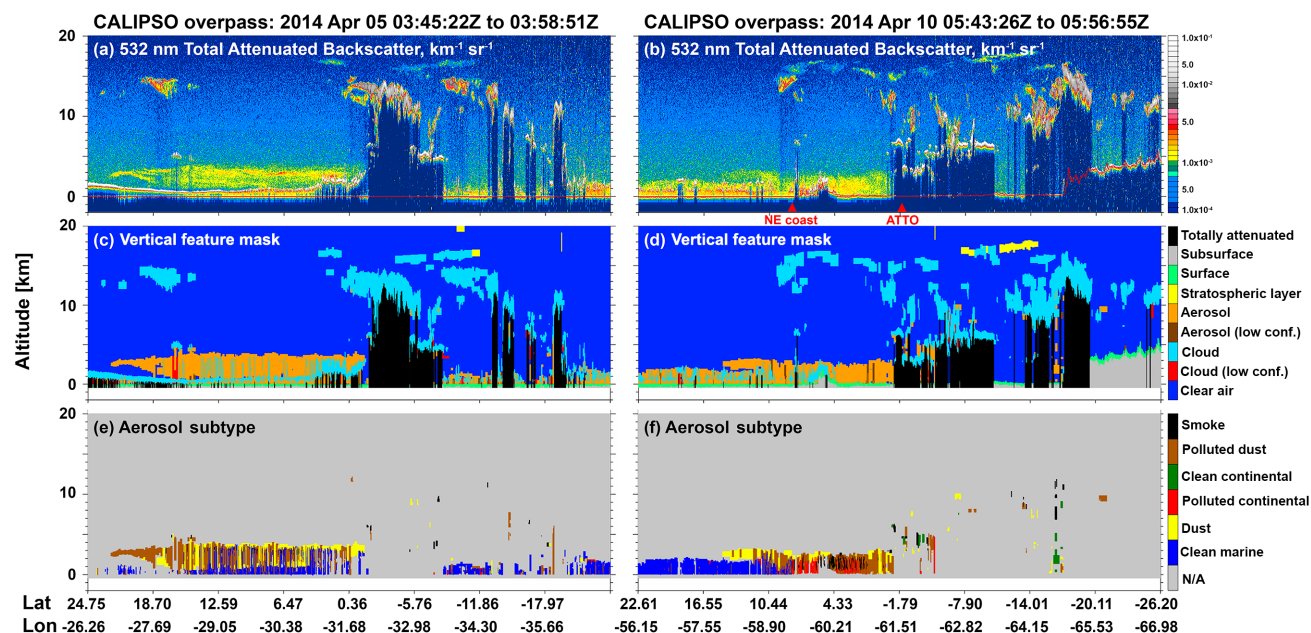 CALIPSO overpass: 2014 Apr 05 03:45:22Z to 03:58:51Z
CALIPSO overpass: 2014 Apr 10 05:43:26Z to 05:56:55Z
(a) 532 nm Total Attenuated Backscatter, km⁻¹ sr⁻¹
(b) 532 nm Total Attenuated Backscatter, km⁻¹ sr⁻¹
20
10
0
1.0x10⁻¹
5.0
1.0x10⁻²
5.0
1.0x10⁻³
5.0
1.0x10⁻⁴
NE coast
ATTO
Altitude [km]
(c) Vertical feature mask
(d) Vertical feature mask
20
10
0
Totally attenuated
Subsurface
Surface
Stratospheric layer
Aerosol
Aerosol (low conf.)
Cloud
Cloud (low conf.)
Clear air
(e) Aerosol subtype
(f) Aerosol subtype
20
10
0
Smoke
Polluted dust
Clean continental
Polluted continental
Dust
Clean marine
N/A
Lat 24.75 18.70 12.59 6.47 0.36 -5.76 -11.86 -17.97 22.61 16.55 10.44 4.33 -1.79 -7.90 -14.01 -20.11 -26.20
Lon -26.26 -27.69 -29.05 -30.38 -31.68 -32.98 -34.30 -35.66 -56.15 -57.55 -58.90 -60.21 -61.51 -62.82 -64.15 -65.53 -66.98